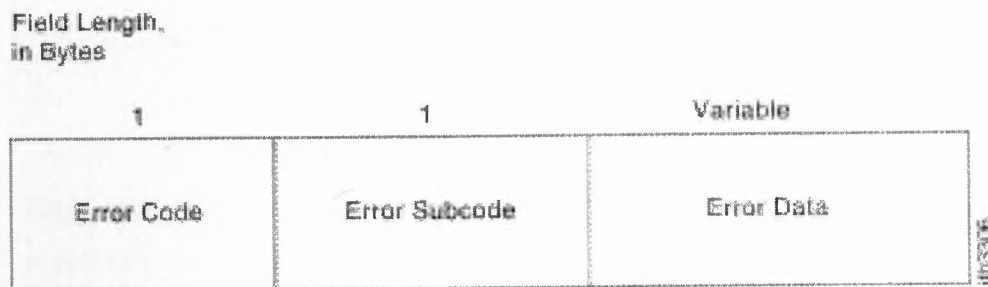 Field Length,
in Bytes
1 1 Variable
Error Code Error Subcode Error Data